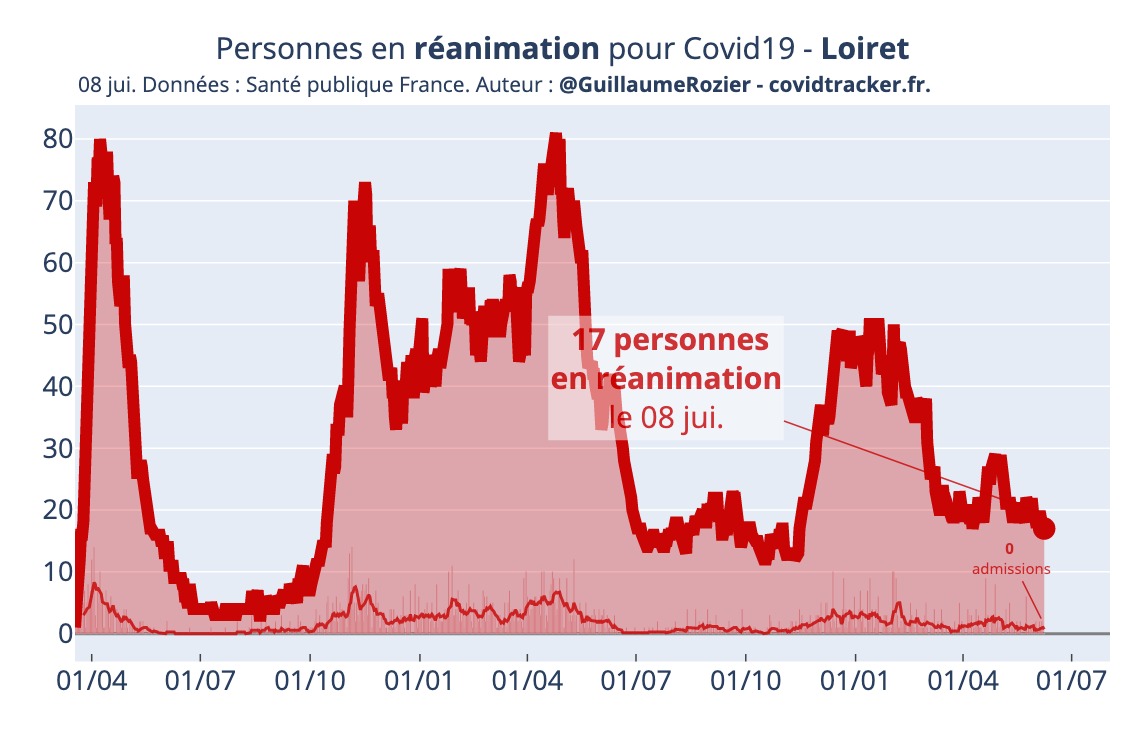 Personnes en réanimation pour Covid19 - Loiret
08 jui. Données : Santé publique France. Auteur : @GuillaumeRozier - covidtracker.fr.
80
70
60
50
40
30
20
10
0
17 personnes
en réanimation
le 08 jui.
0
admissions
01/04 01/07 01/10 01/01 01/04 01/07 01/10 01/01 01/04 01/07